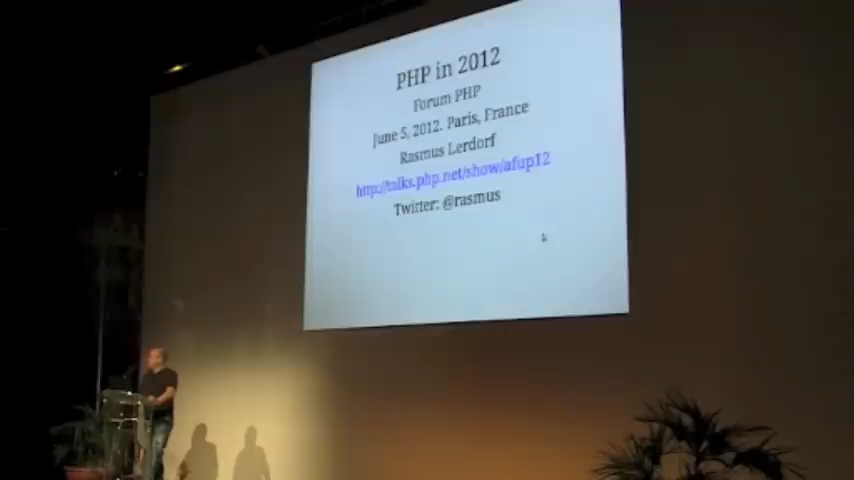 PHP in 2012
Forum PHP
June 5, 2012. Paris, France
Rasmus Lerdorf
http://talks.php.net/show/afup12
Twitter: @rasmus